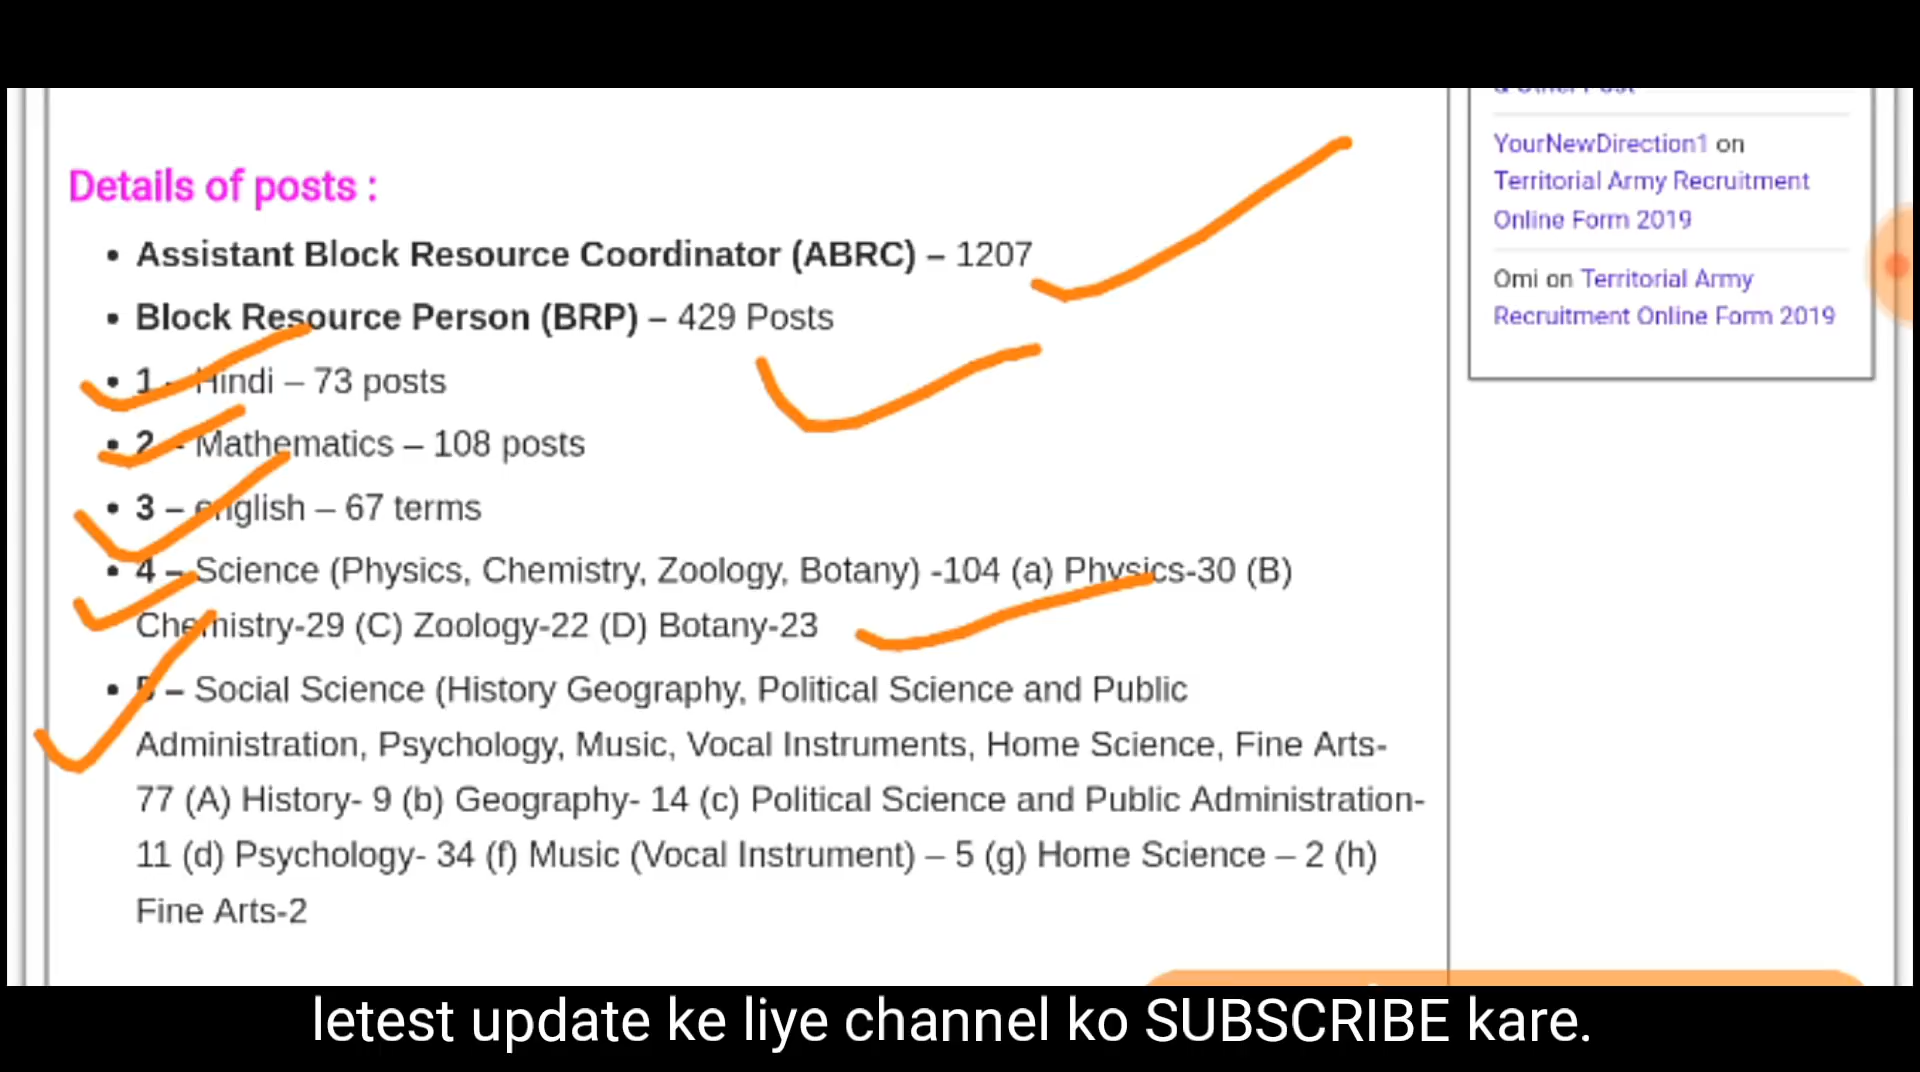 Details of posts :
• Assistant Block Resource Coordinator (ABRC) – 1207
• Block Resource Person (BRP) – 429 Posts
• 1 – Hindi – 73 posts
• 2 – Mathematics – 108 posts
• 3 – english – 67 terms
• 4 – Science (Physics, Chemistry, Zoology, Botany) -104 (a) Physics-30 (B)
Chemistry-29 (C) Zoology-22 (D) Botany-23
• 5 – Social Science (History Geography, Political Science and Public
Administration, Psychology, Music, Vocal Instruments, Home Science, Fine Arts-
77 (A) History- 9 (b) Geography- 14 (c) Political Science and Public Administration-
11 (d) Psychology- 34 (f) Music (Vocal Instrument) – 5 (g) Home Science – 2 (h)
Fine Arts-2
& Other Post
YourNewDirection1 on
Territorial Army Recruitment
Online Form 2019
Omi on Territorial Army
Recruitment Online Form 2019
letest update ke liye channel ko SUBSCRIBE kare.